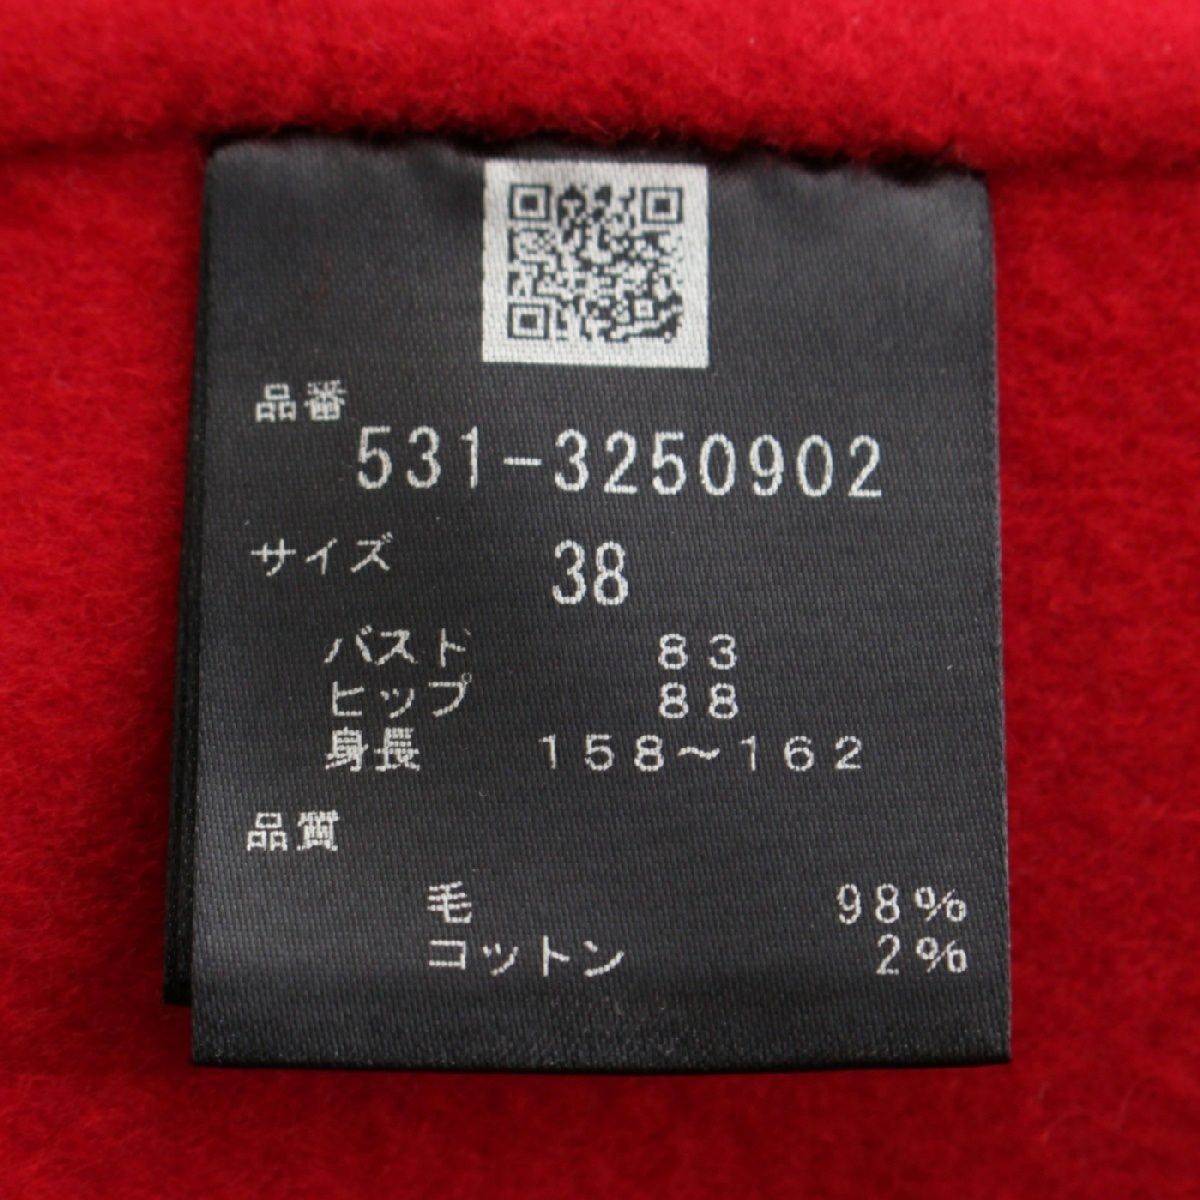 品番
531-3250902
サイズ 38
バスト 83
ヒップ 88
身長 158～162
品質
毛 98%
コットン 2%